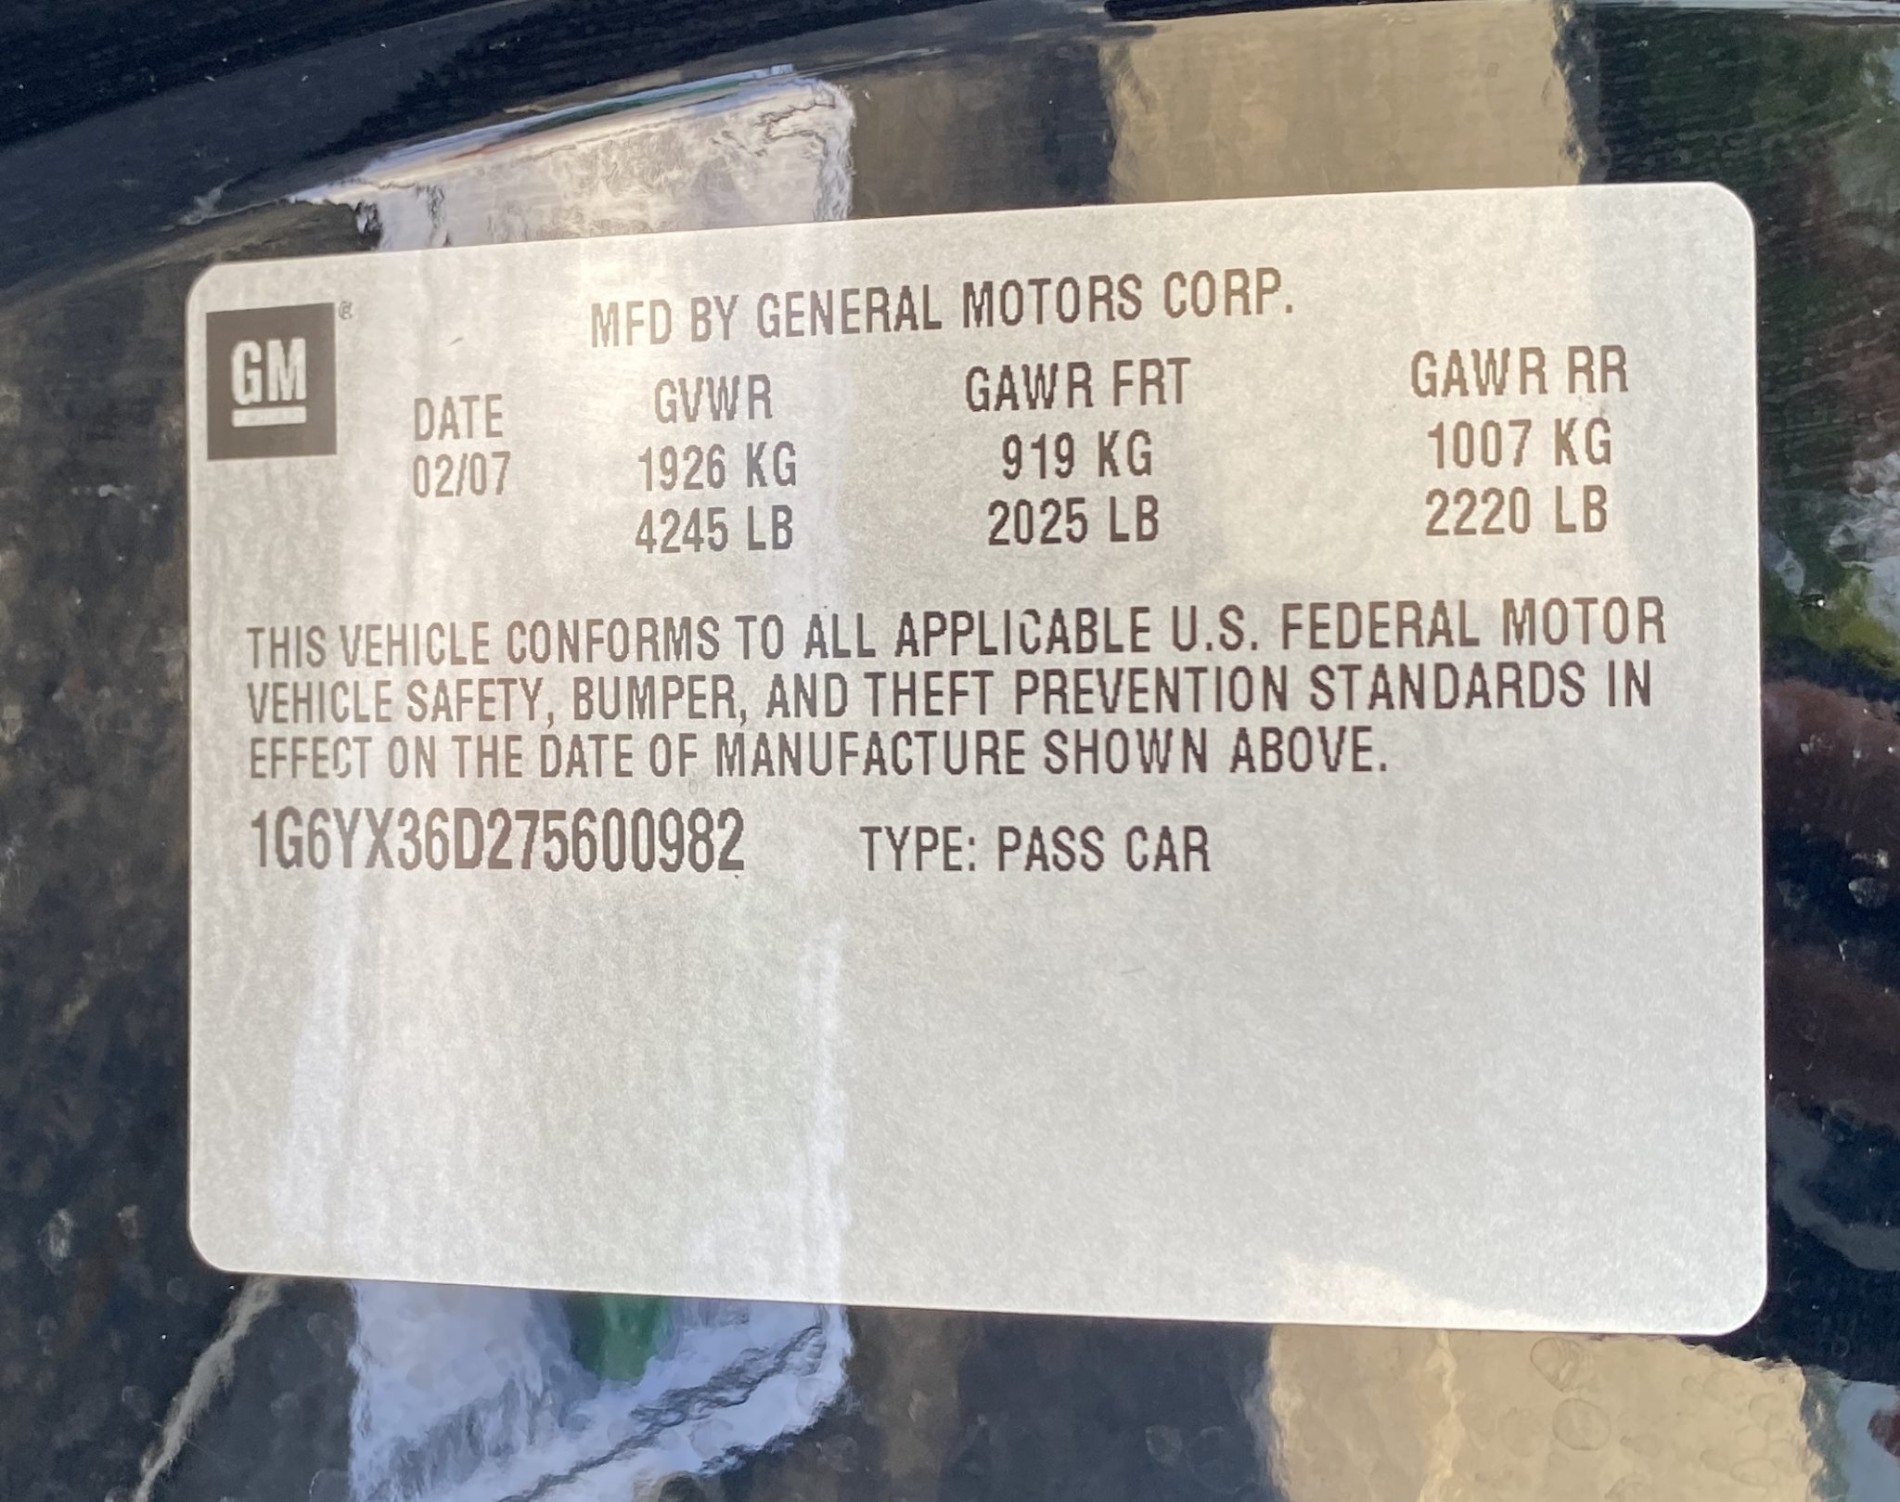 MFD BY GENERAL MOTORS CORP.
GM ®
DATE GVWR GAWR FRT GAWR RR
02/07 1926 KG 919 KG 1007 KG
4245 LB 2025 LB 2220 LB
THIS VEHICLE CONFORMS TO ALL APPLICABLE U.S. FEDERAL MOTOR
VEHICLE SAFETY, BUMPER, AND THEFT PREVENTION STANDARDS IN
EFFECT ON THE DATE OF MANUFACTURE SHOWN ABOVE.
1G6YX36D275600982 TYPE: PASS CAR